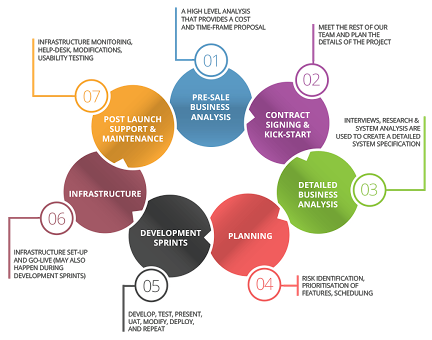 A HIGH LEVEL ANALYSIS
THAT PROVIDES A COST
AND TIME-FRAME PROPOSAL
01
PRE-SALE
BUSINESS
ANALYSIS
MEET THE REST OF OUR
TEAM AND PLAN THE
DETAILS OF THE PROJECT
02
CONTRACT
SIGNING &
KICK-START
INTERVIEWS, RESEARCH &
SYSTEM ANALYSIS ARE
USED TO CREATE A DETAILED
SYSTEM SPECIFICATION
03
DETAILED
BUSINESS
ANALYSIS
PLANNING
04
RISK IDENTIFICATION,
PRIORITISATION OF
FEATURES, SCHEDULING
DEVELOPMENT
SPRINTS
05
DEVELOP, TEST, PRESENT,
UAT, MODIFY, DEPLOY,
AND REPEAT
INFRASTRUCTURE
06
INFRASTRUCTURE SET-UP
AND GO-LIVE (MAY ALSO
HAPPEN DURING
DEVELOPMENT SPRINTS)
INFRASTRUCTURE MONITORING,
HELP-DESK, MODIFICATIONS,
USABILITY TESTING
07
POST LAUNCH
SUPPORT &
MAINTENANCE